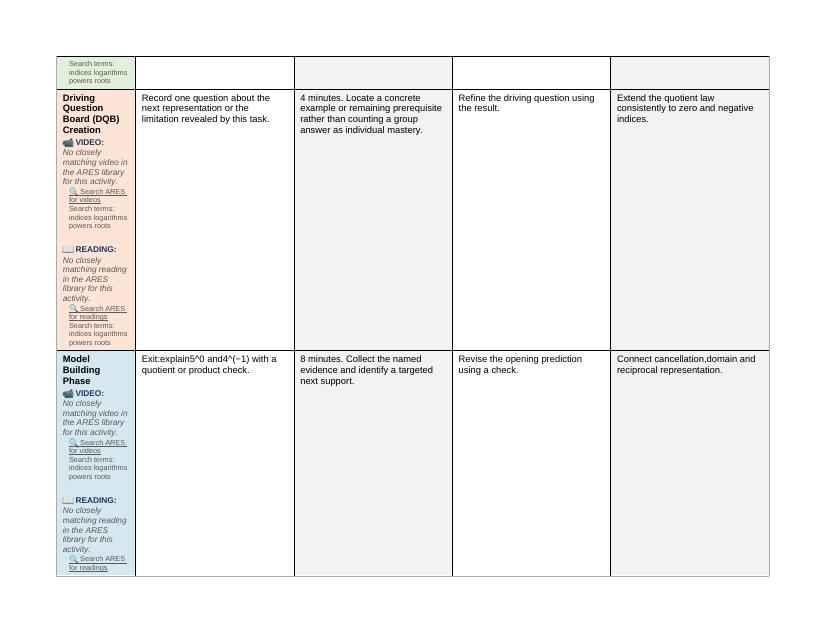 Search terms:
indices logarithms
powers roots
Driving
Question
Board (DQB)
Creation
📹 VIDEO:
No closely
matching video in
the ARES library
for this activity.
🔍 Search ARES
for videos
Search terms:
indices logarithms
powers roots
📖 READING:
No closely
matching reading
in the ARES
library for this
activity.
🔍 Search ARES
for readings
Search terms:
indices logarithms
powers roots
Record one question about the
next representation or the
limitation revealed by this task.
4 minutes. Locate a concrete
example or remaining prerequisite
rather than counting a group
answer as individual mastery.
Refine the driving question using
the result.
Extend the quotient law
consistently to zero and negative
indices.
Model
Building
Phase
📹 VIDEO:
No closely
matching video in
the ARES library
for this activity.
🔍 Search ARES
for videos
Search terms:
indices logarithms
powers roots
📖 READING:
No closely
matching reading
in the ARES
library for this
activity.
🔍 Search ARES
for readings
Exit:explain5^0 and4^(−1) with a
quotient or product check.
8 minutes. Collect the named
evidence and identify a targeted
next support.
Revise the opening prediction
using a check.
Connect cancellation,domain and
reciprocal representation.